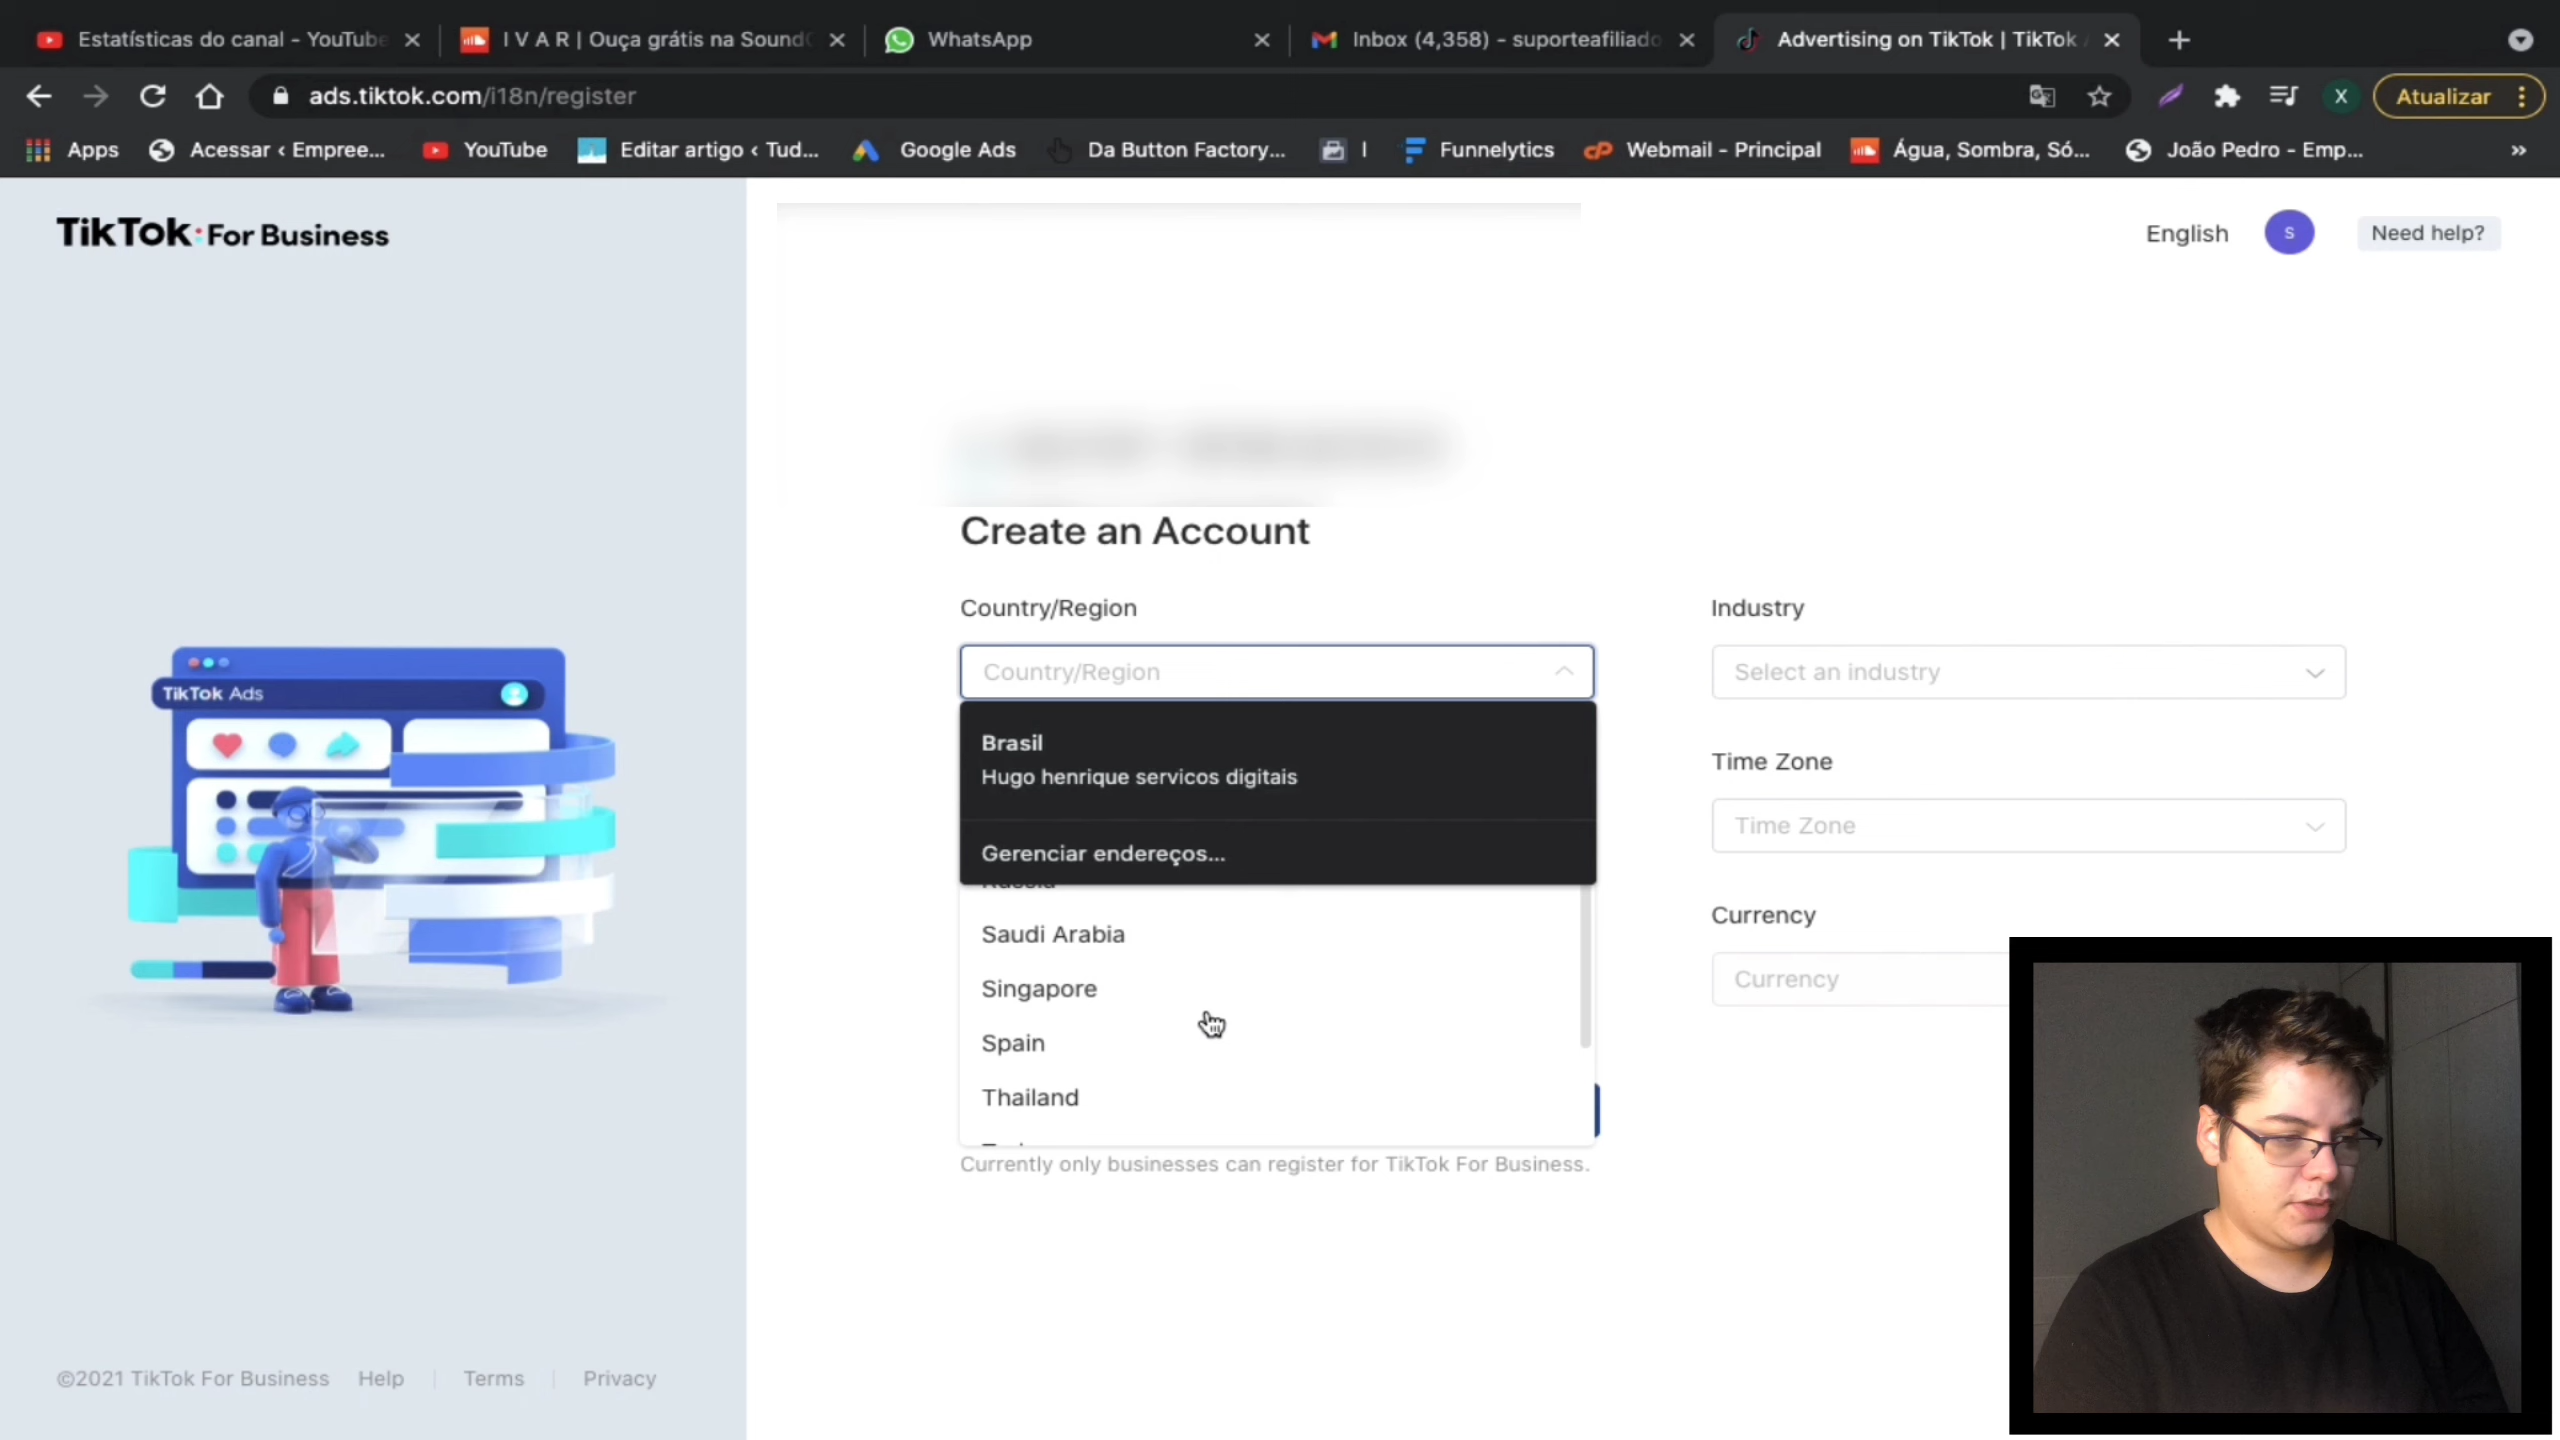 Estatísticas do canal - YouTube
I V A R | Ouça grátis na Sound
WhatsApp
Inbox (4,358) - suporteafiliado
Advertising on TikTok | TikTok
ads.tiktok.com/i18n/register
X
Atualizar
Apps
Acessar ‹ Empree...
YouTube
Editar artigo ‹ Tud...
Google Ads
Da Button Factory...
I
Funnelytics
Webmail - Principal
Água, Sombra, Só...
João Pedro - Emp...
»
TikTok: For Business
English
S
Need help?
TikTok Ads
Create an Account
Country/Region
Country/Region
Brasil
Hugo henrique servicos digitais
Gerenciar endereços...
Saudi Arabia
Singapore
Spain
Thailand
Currently only businesses can register for TikTok For Business.
Industry
Select an industry
Time Zone
Time Zone
Currency
Currency
©2021 TikTok For Business
Help
Terms
Privacy